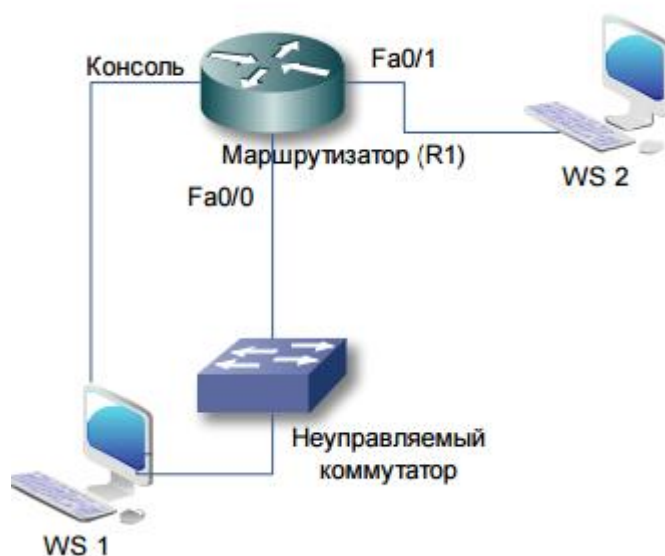 Консоль
Fa0/1
Маршрутизатор (R1)
WS 2
Fa0/0
Неуправляемый
коммутатор
WS 1